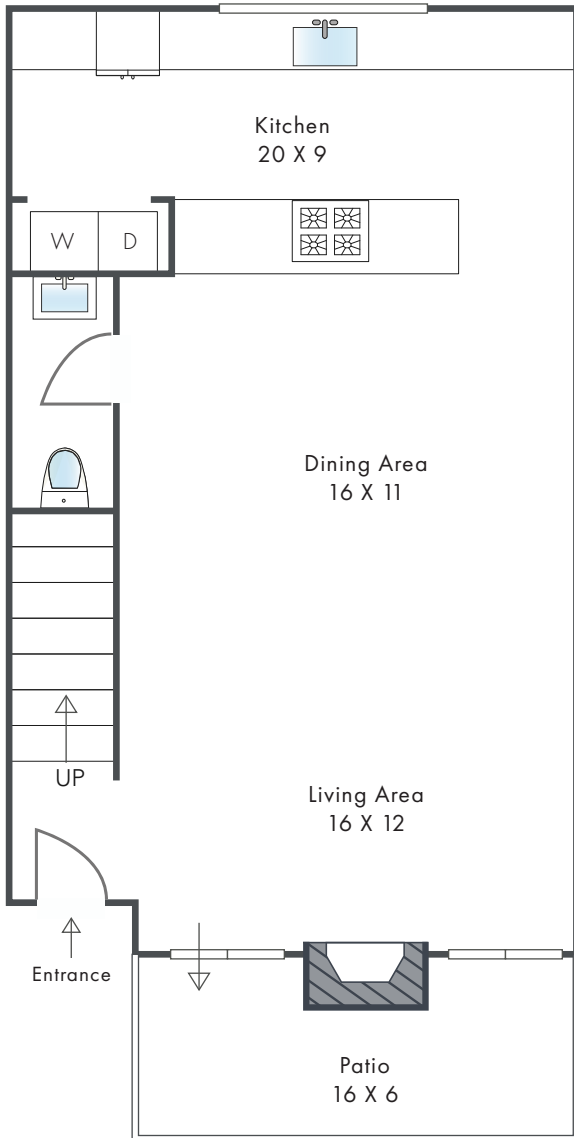 Kitchen
20 X 9
W D
Dining Area
16 X 11
UP
Living Area
16 X 12
Entrance
Patio
16 X 6